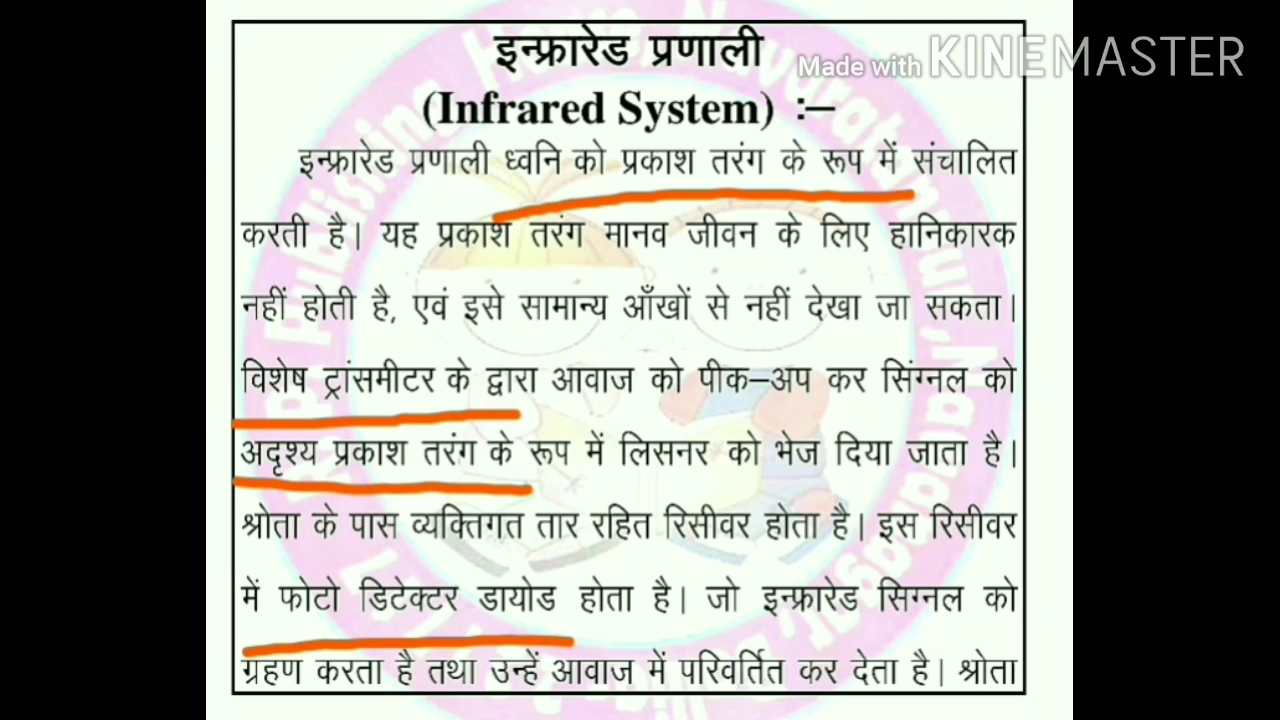 इन्फ्रारेड प्रणाली
Made with KINEMASTER
(Infrared System) :–
इन्फ्रारेड प्रणाली ध्वनि को प्रकाश तरंग के रूप में संचालित
करती है। यह प्रकाश तरंग मानव जीवन के लिए हानिकारक
नहीं होती है, एवं इसे सामान्य आँखों से नहीं देखा जा सकता।
विशेष ट्रांसमीटर के द्वारा आवाज को पीक–अप कर सिंग्नल को
अदृश्य प्रकाश तरंग के रूप में लिसनर को भेज दिया जाता है।
श्रोता के पास व्यक्तिगत तार रहित रिसीवर होता है। इस रिसीवर
में फोटो डिटेक्टर डायोड होता है। जो इन्फ्रारेड सिग्नल को
ग्रहण करता है तथा उन्हें आवाज में परिवर्तित कर देता है। श्रोता